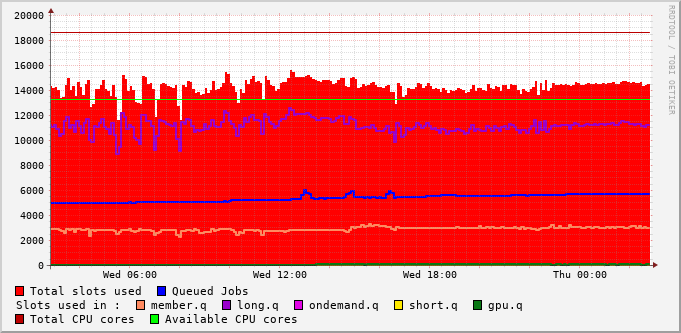 20000
18000
16000
14000
12000
10000
8000
6000
4000
2000
0
Wed 06:00 Wed 12:00 Wed 18:00 Thu 00:00
RRDTOOL / TOBI OETIKER
Total slots used Queued Jobs
Slots used in : member.q long.q ondemand.q short.q gpu.q
Total CPU cores Available CPU cores